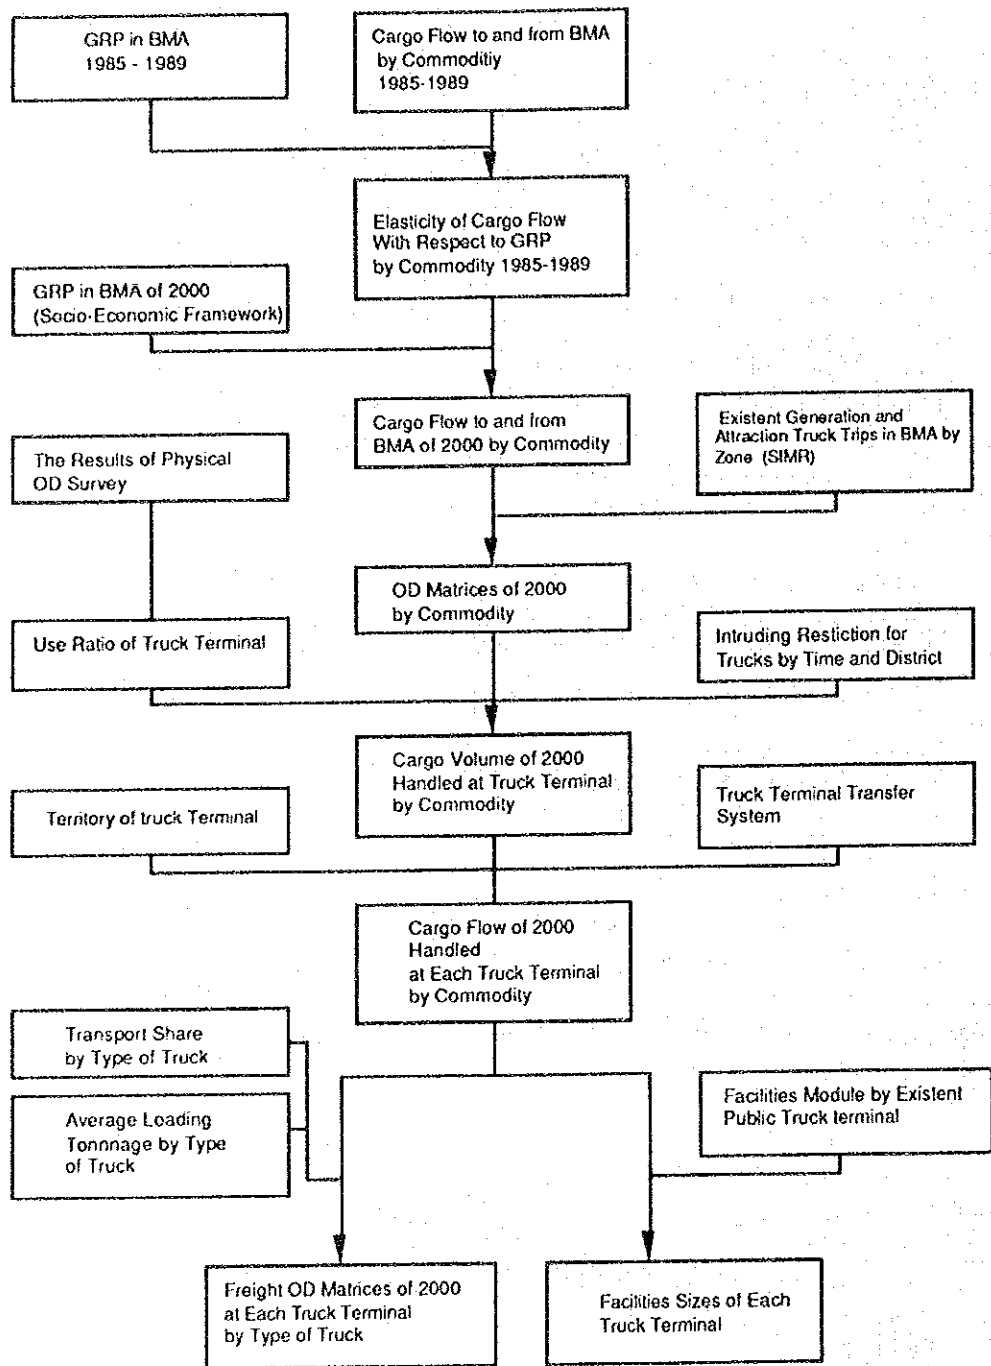 GRP in BMA
1985 - 1989
Cargo Flow to and from BMA
by Commoditiy
1985-1989
Elasticity of Cargo Flow
With Respect to GRP
by Commodity 1985-1989
GRP in BMA of 2000
(Socio-Economic Framework)
Cargo Flow to and from
BMA of 2000 by Commodity
Existent Generation and
Attraction Truck Trips in BMA by
Zone (SIMR)
The Results of Physical
OD Survey
OD Matrices of 2000
by Commodity
Use Ratio of Truck Terminal
Intruding Restiction for
Trucks by Time and District
Cargo Volume of 2000
Handled at Truck Terminal
by Commodity
Territory of truck Terminal
Truck Terminal Transfer
System
Cargo Flow of 2000
Handled
at Each Truck Terminal
by Commodity
Transport Share
by Type of Truck
Average Loading
Tonnnage by Type
of Truck
Facilities Module by Existent
Public Truck terminal
Freight OD Matrices of 2000
at Each Truck Terminal
by Type of Truck
Facilities Sizes of Each
Truck Terminal